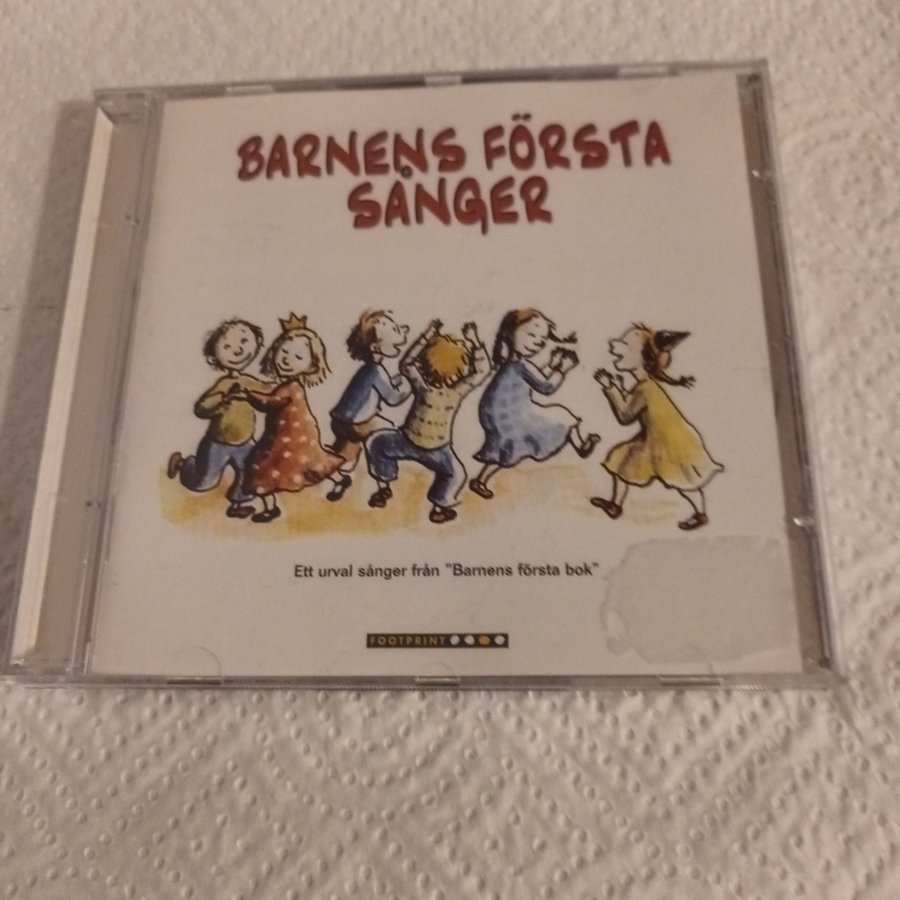 BARNENS FÖRSTA
SÅNGER
Ett urval sånger från "Barnens första bok"
FOOTPRINT